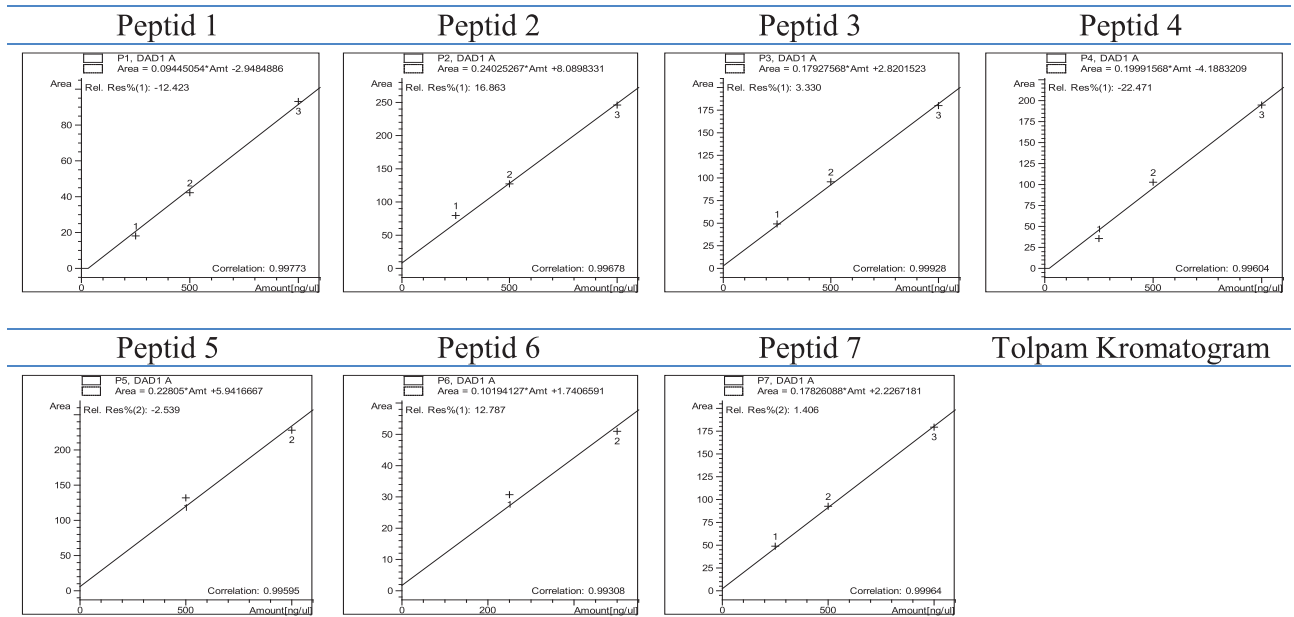 Peptid 1 Peptid 2 Peptid 3 Peptid 4
P1, DAD1 A
Area = 0.09445054*Amt -2.9484886
Area
Rel. Res%(1): -12.423
80
60
40
20
0
1
2
3
Correlation: 0.99773
0 500 Amount[ng/ul]
P2, DAD1 A
Area = 0.24025267*Amt +8.0898331
Area
Rel. Res%(1): 16.863
250
200
150
100
50
0
1
2
3
Correlation: 0.99678
0 500 Amount[ng/ul]
P3, DAD1 A
Area = 0.17927568*Amt +2.8201523
Area
Rel. Res%(1): 3.330
175
150
125
100
75
50
25
0
1
2
3
Correlation: 0.99928
0 500 Amount[ng/ul]
P4, DAD1 A
Area = 0.19991568*Amt -4.1883209
Area
Rel. Res%(1): -22.471
200
175
150
125
100
75
50
25
0
1
2
3
Correlation: 0.99604
0 500 Amount[ng/ul]
Peptid 5 Peptid 6 Peptid 7 Tolpam Kromatogram
P5, DAD1 A
Area = 0.22805*Amt +5.9416667
Area
Rel. Res%(2): -2.539
200
150
100
50
0
1
2
Correlation: 0.99595
0 500 Amount[ng/ul]
P6, DAD1 A
Area = 0.10194127*Amt +1.7406591
Area
Rel. Res%(1): 12.787
50
40
30
20
10
0
1
2
Correlation: 0.99308
0 200 Amount[ng/ul]
P7, DAD1 A
Area = 0.17826088*Amt +2.2267181
Area
Rel. Res%(2): 1.406
175
150
125
100
75
50
25
0
1
2
3
Correlation: 0.99964
0 500 Amount[ng/ul]